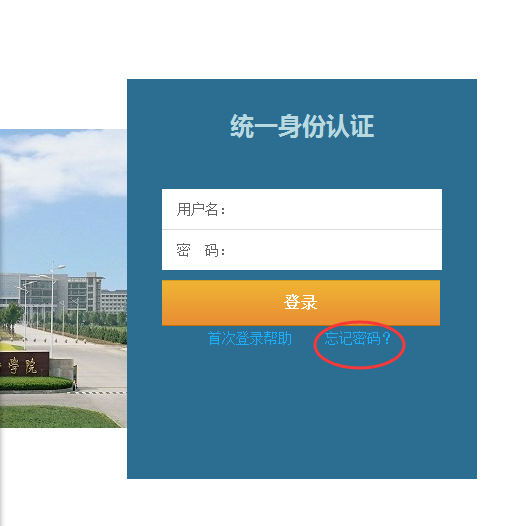 统一身份认证
用户名：
密 码：
登录
首次登录帮助 忘记密码？
学院